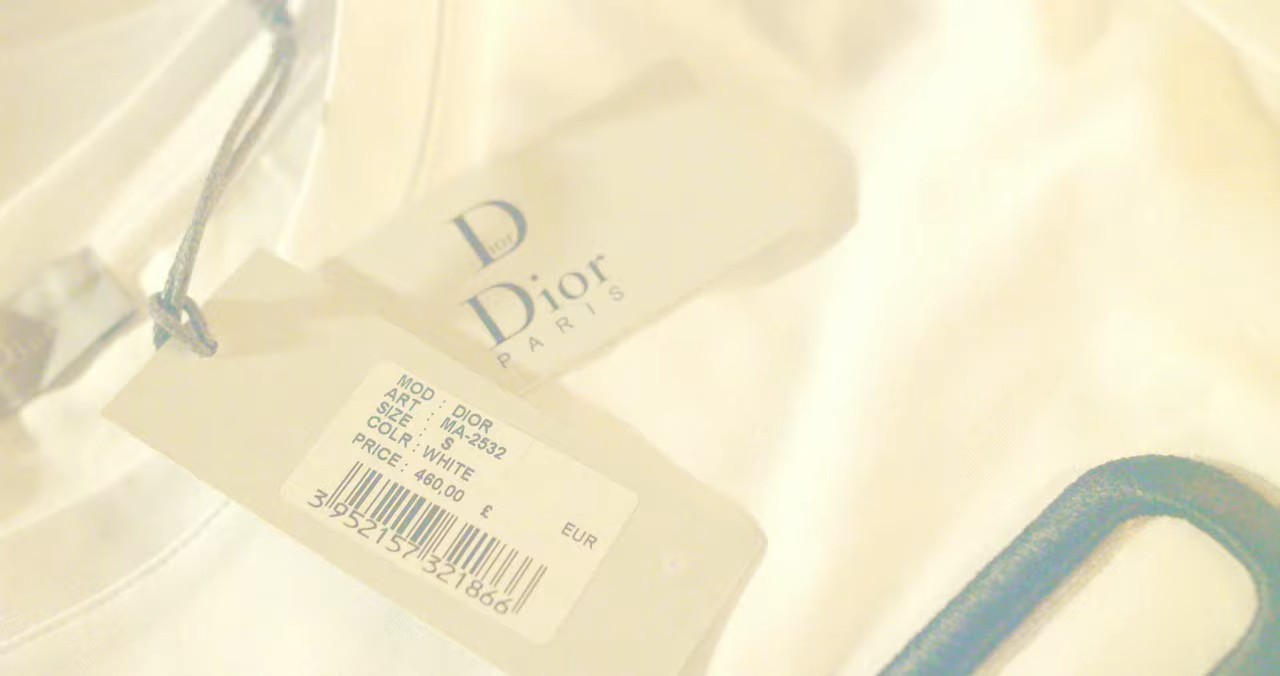 D
Dior
Dior
PARIS
MOD : DIOR
ART : MA-2532
SIZE : S
COLR : WHITE
PRICE : 460,00 £ EUR
3952157321866